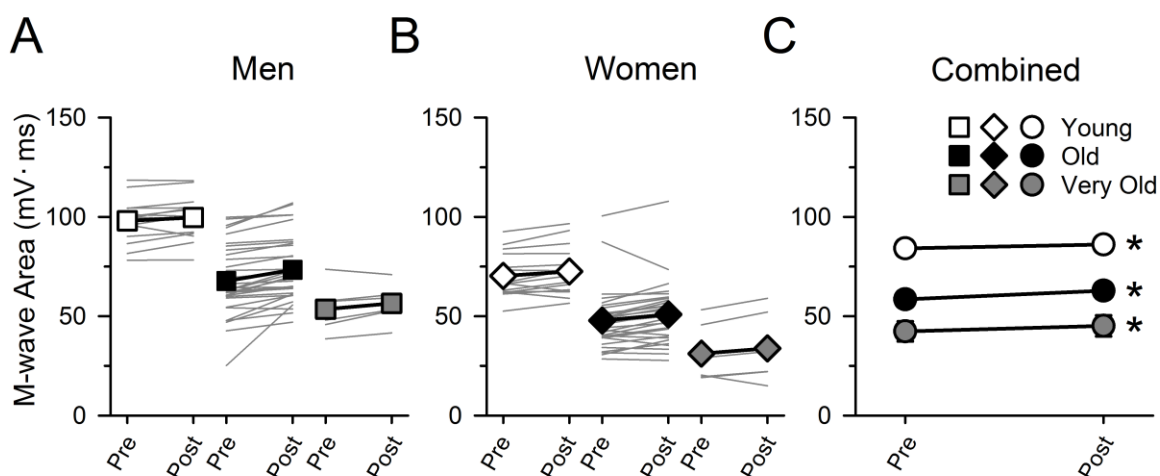 A
Men
B
Women
C
Combined
M-wave Area (mV· ms)
150
100
50
0
150
100
50
0
150
100
50
0
Young
Old
Very Old
*
*
*
Pre
Post
Pre
Post
Pre
Post
Pre
Post
Pre
Post
Pre
Post
Pre
Post